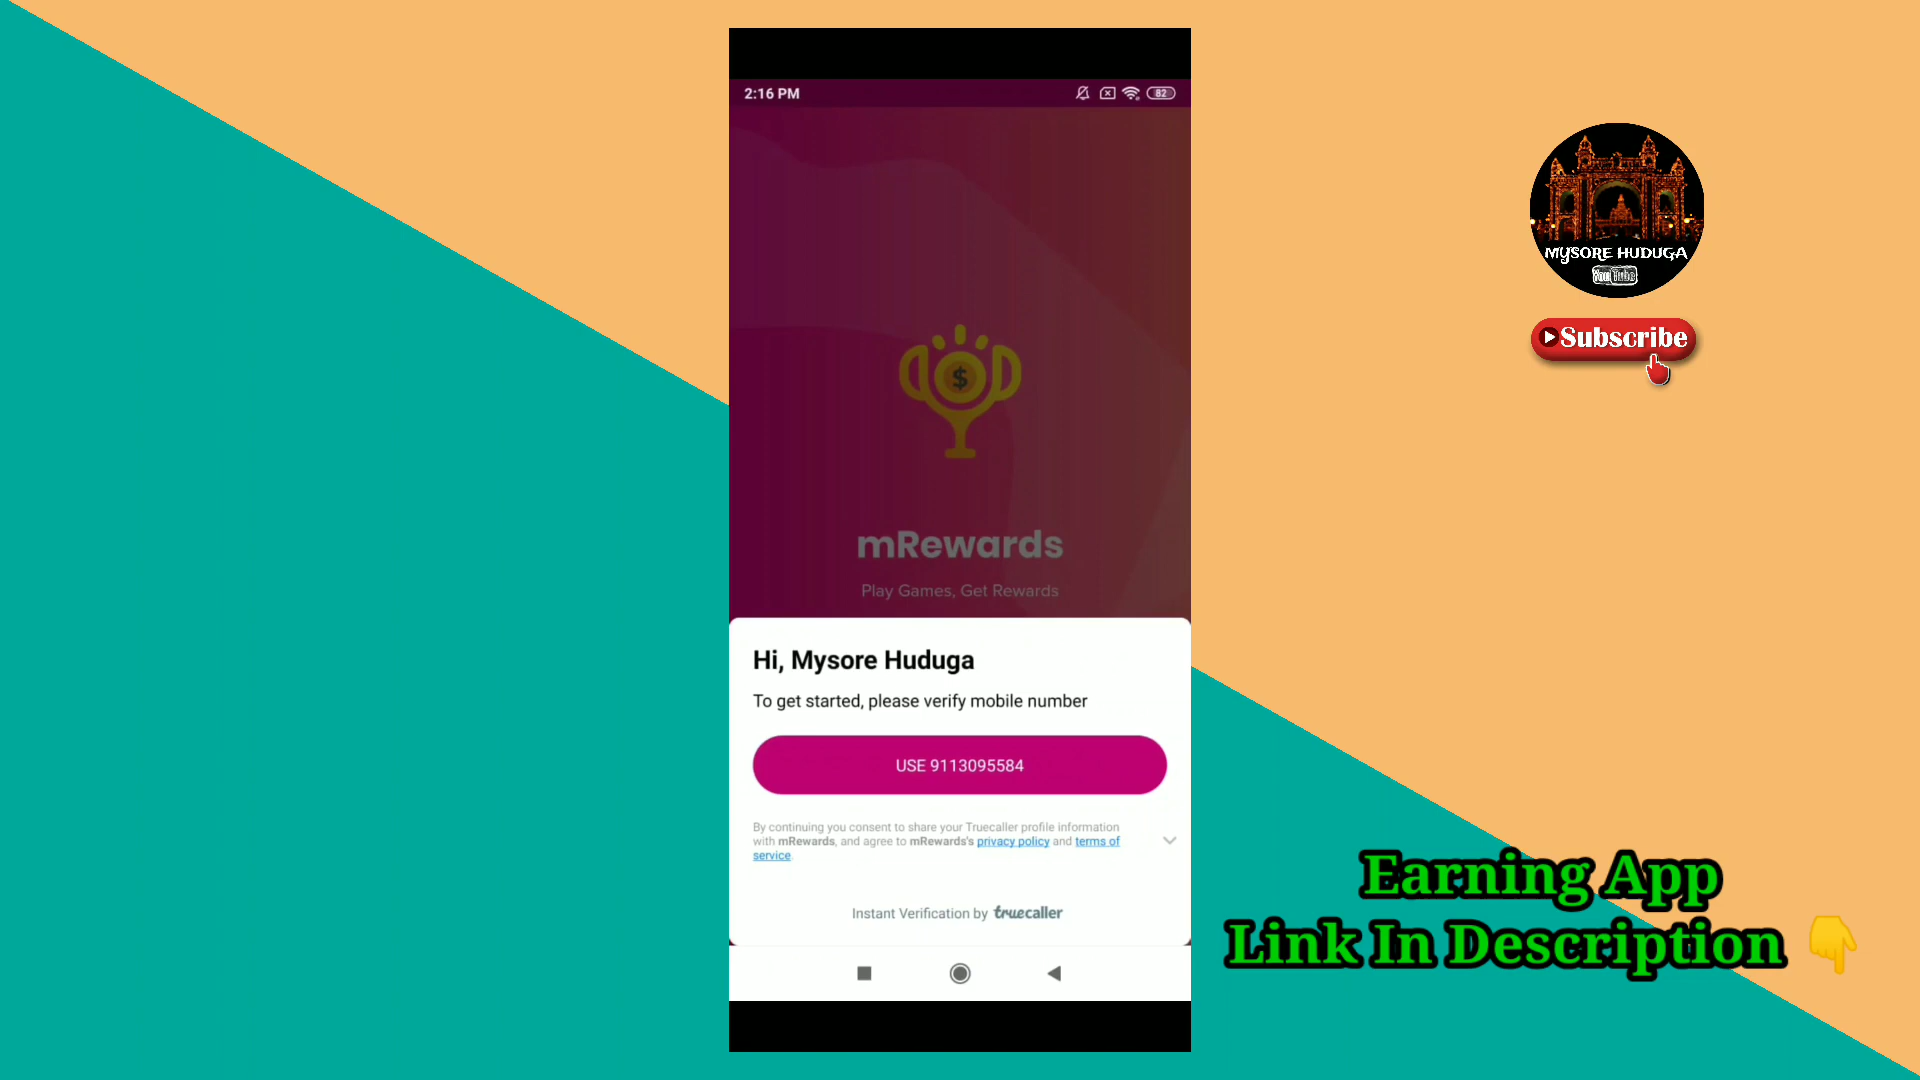 2:16 PM
82
MYSORE HUDUGA
YouTube
Subscribe
$
mRewards
Play Games, Get Rewards
Hi, Mysore Huduga
To get started, please verify mobile number
USE 9113095584
By continuing you consent to share your Truecaller profile information
with mRewards, and agree to mRewards's privacy policy and terms of
service.
Instant Verification by truecaller
Earning App
Link In Description